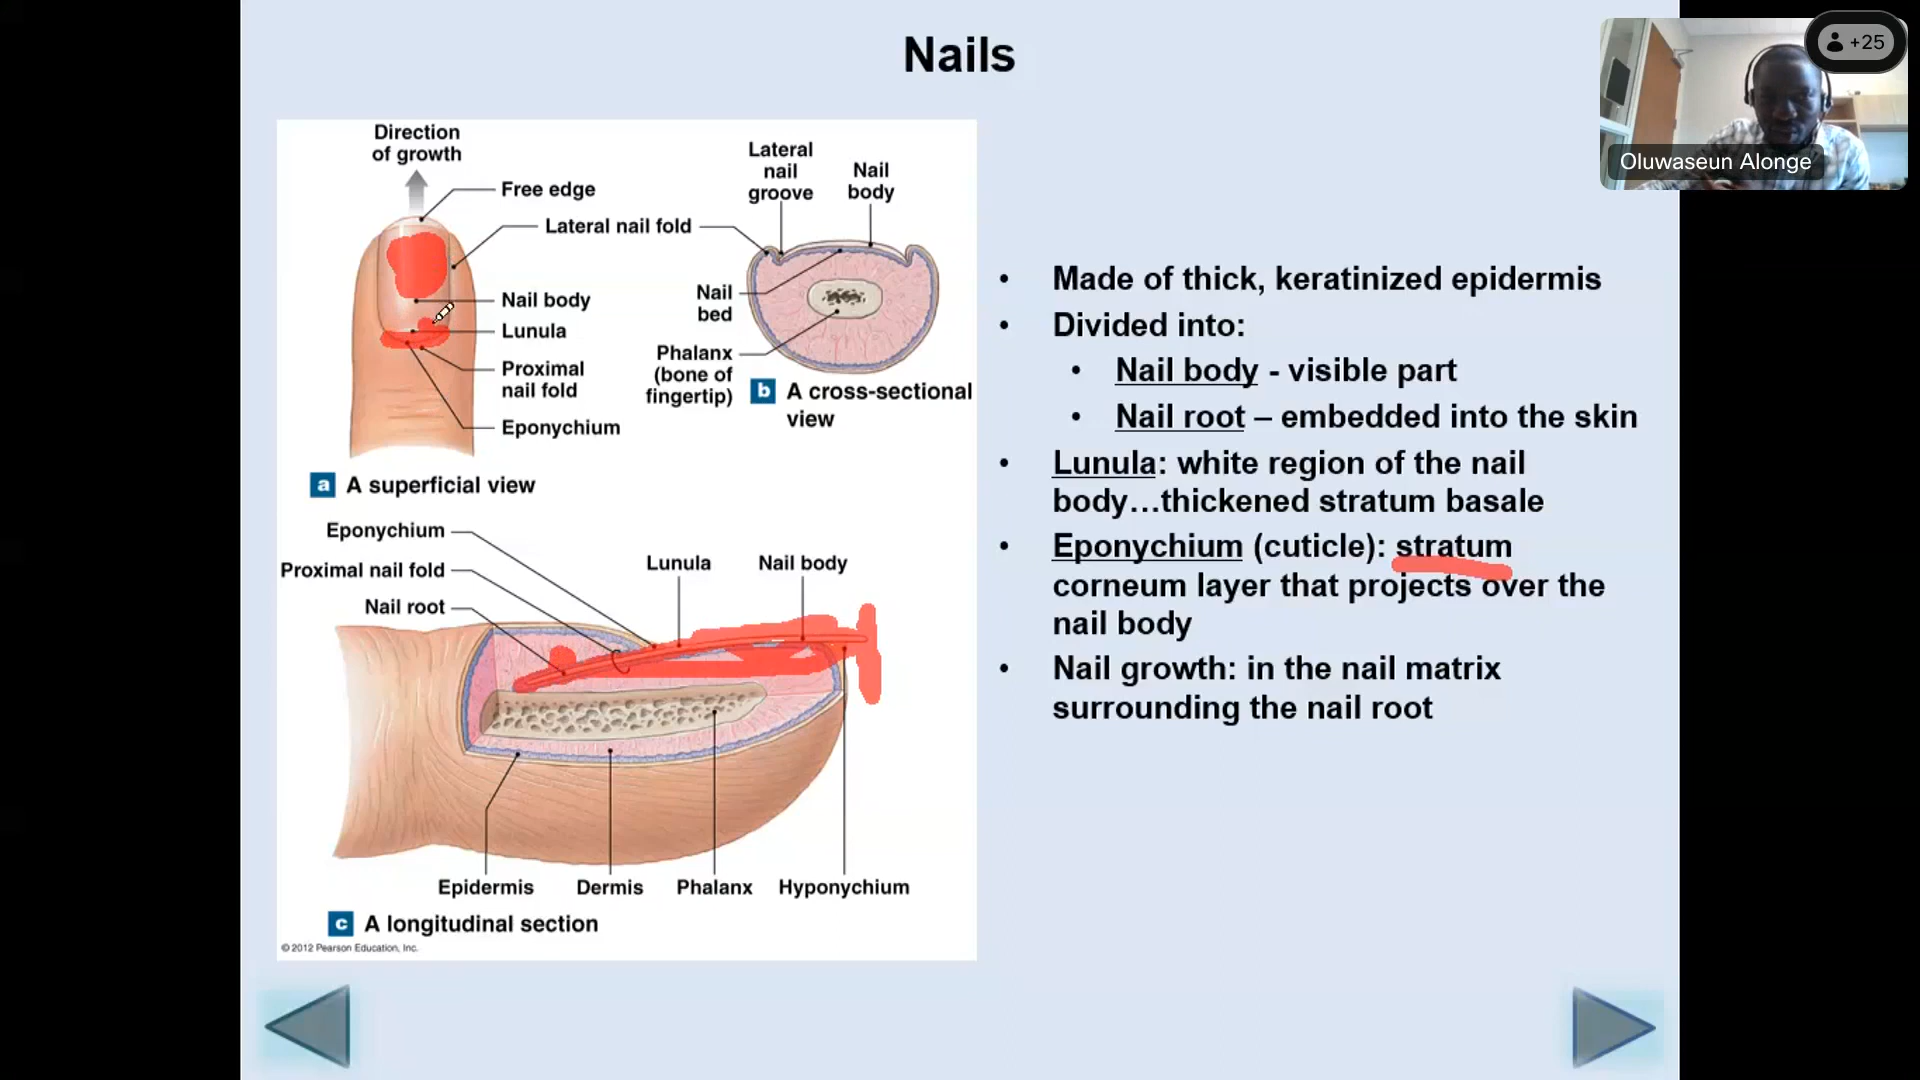 Nails
+25
Oluwaseun Alonge
Direction
of growth
Free edge
Lateral nail fold
Nail body
Lunula
Proximal
nail fold
Eponychium
a A superficial view
Lateral
nail
groove
Nail
body
Nail
bed
Phalanx
(bone of
fingertip)
b A cross-sectional
view
Eponychium
Proximal nail fold
Nail root
Lunula
Nail body
Epidermis
Dermis
Phalanx
Hyponychium
c A longitudinal section
© 2012 Pearson Education, Inc.
• Made of thick, keratinized epidermis
• Divided into:
• Nail body - visible part
• Nail root – embedded into the skin
• Lunula: white region of the nail
body…thickened stratum basale
• Eponychium (cuticle): stratum
corneum layer that projects over the
nail body
• Nail growth: in the nail matrix
surrounding the nail root